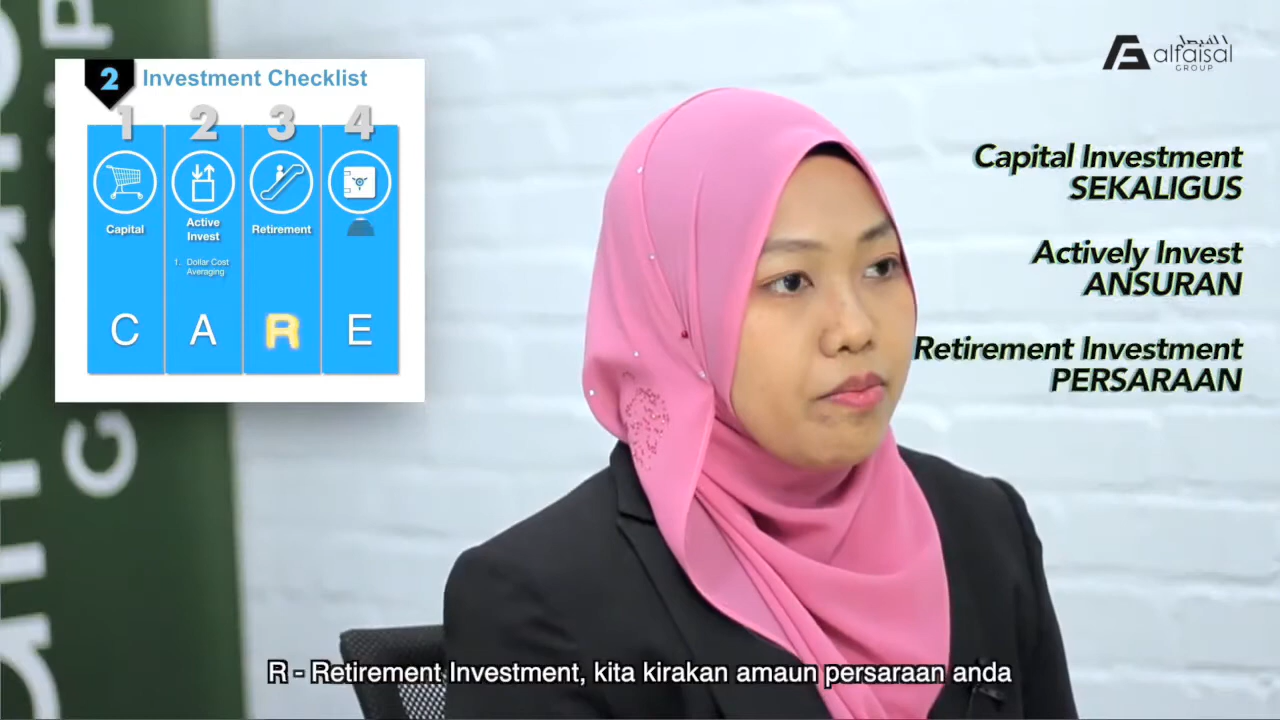 2 Investment Checklist
1 2 3 4
Capital
Active
Invest
Retirement
1. Dollar Cost
Averaging
C A R E
الفيصل
alfaisal
GROUP
Capital Investment
SEKALIGUS
Actively Invest
ANSURAN
Retirement Investment
PERSARAAN
R - Retirement Investment, kita kirakan amaun persaraan anda